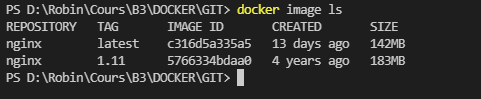 PS D:\Robin\Cours\B3\DOCKER\GIT> docker image ls
REPOSITORY   TAG       IMAGE ID       CREATED       SIZE
nginx        latest    c316d5a335a5   13 days ago   142MB
nginx        1.11      5766334bdaa0   4 years ago   183MB
PS D:\Robin\Cours\B3\DOCKER\GIT>